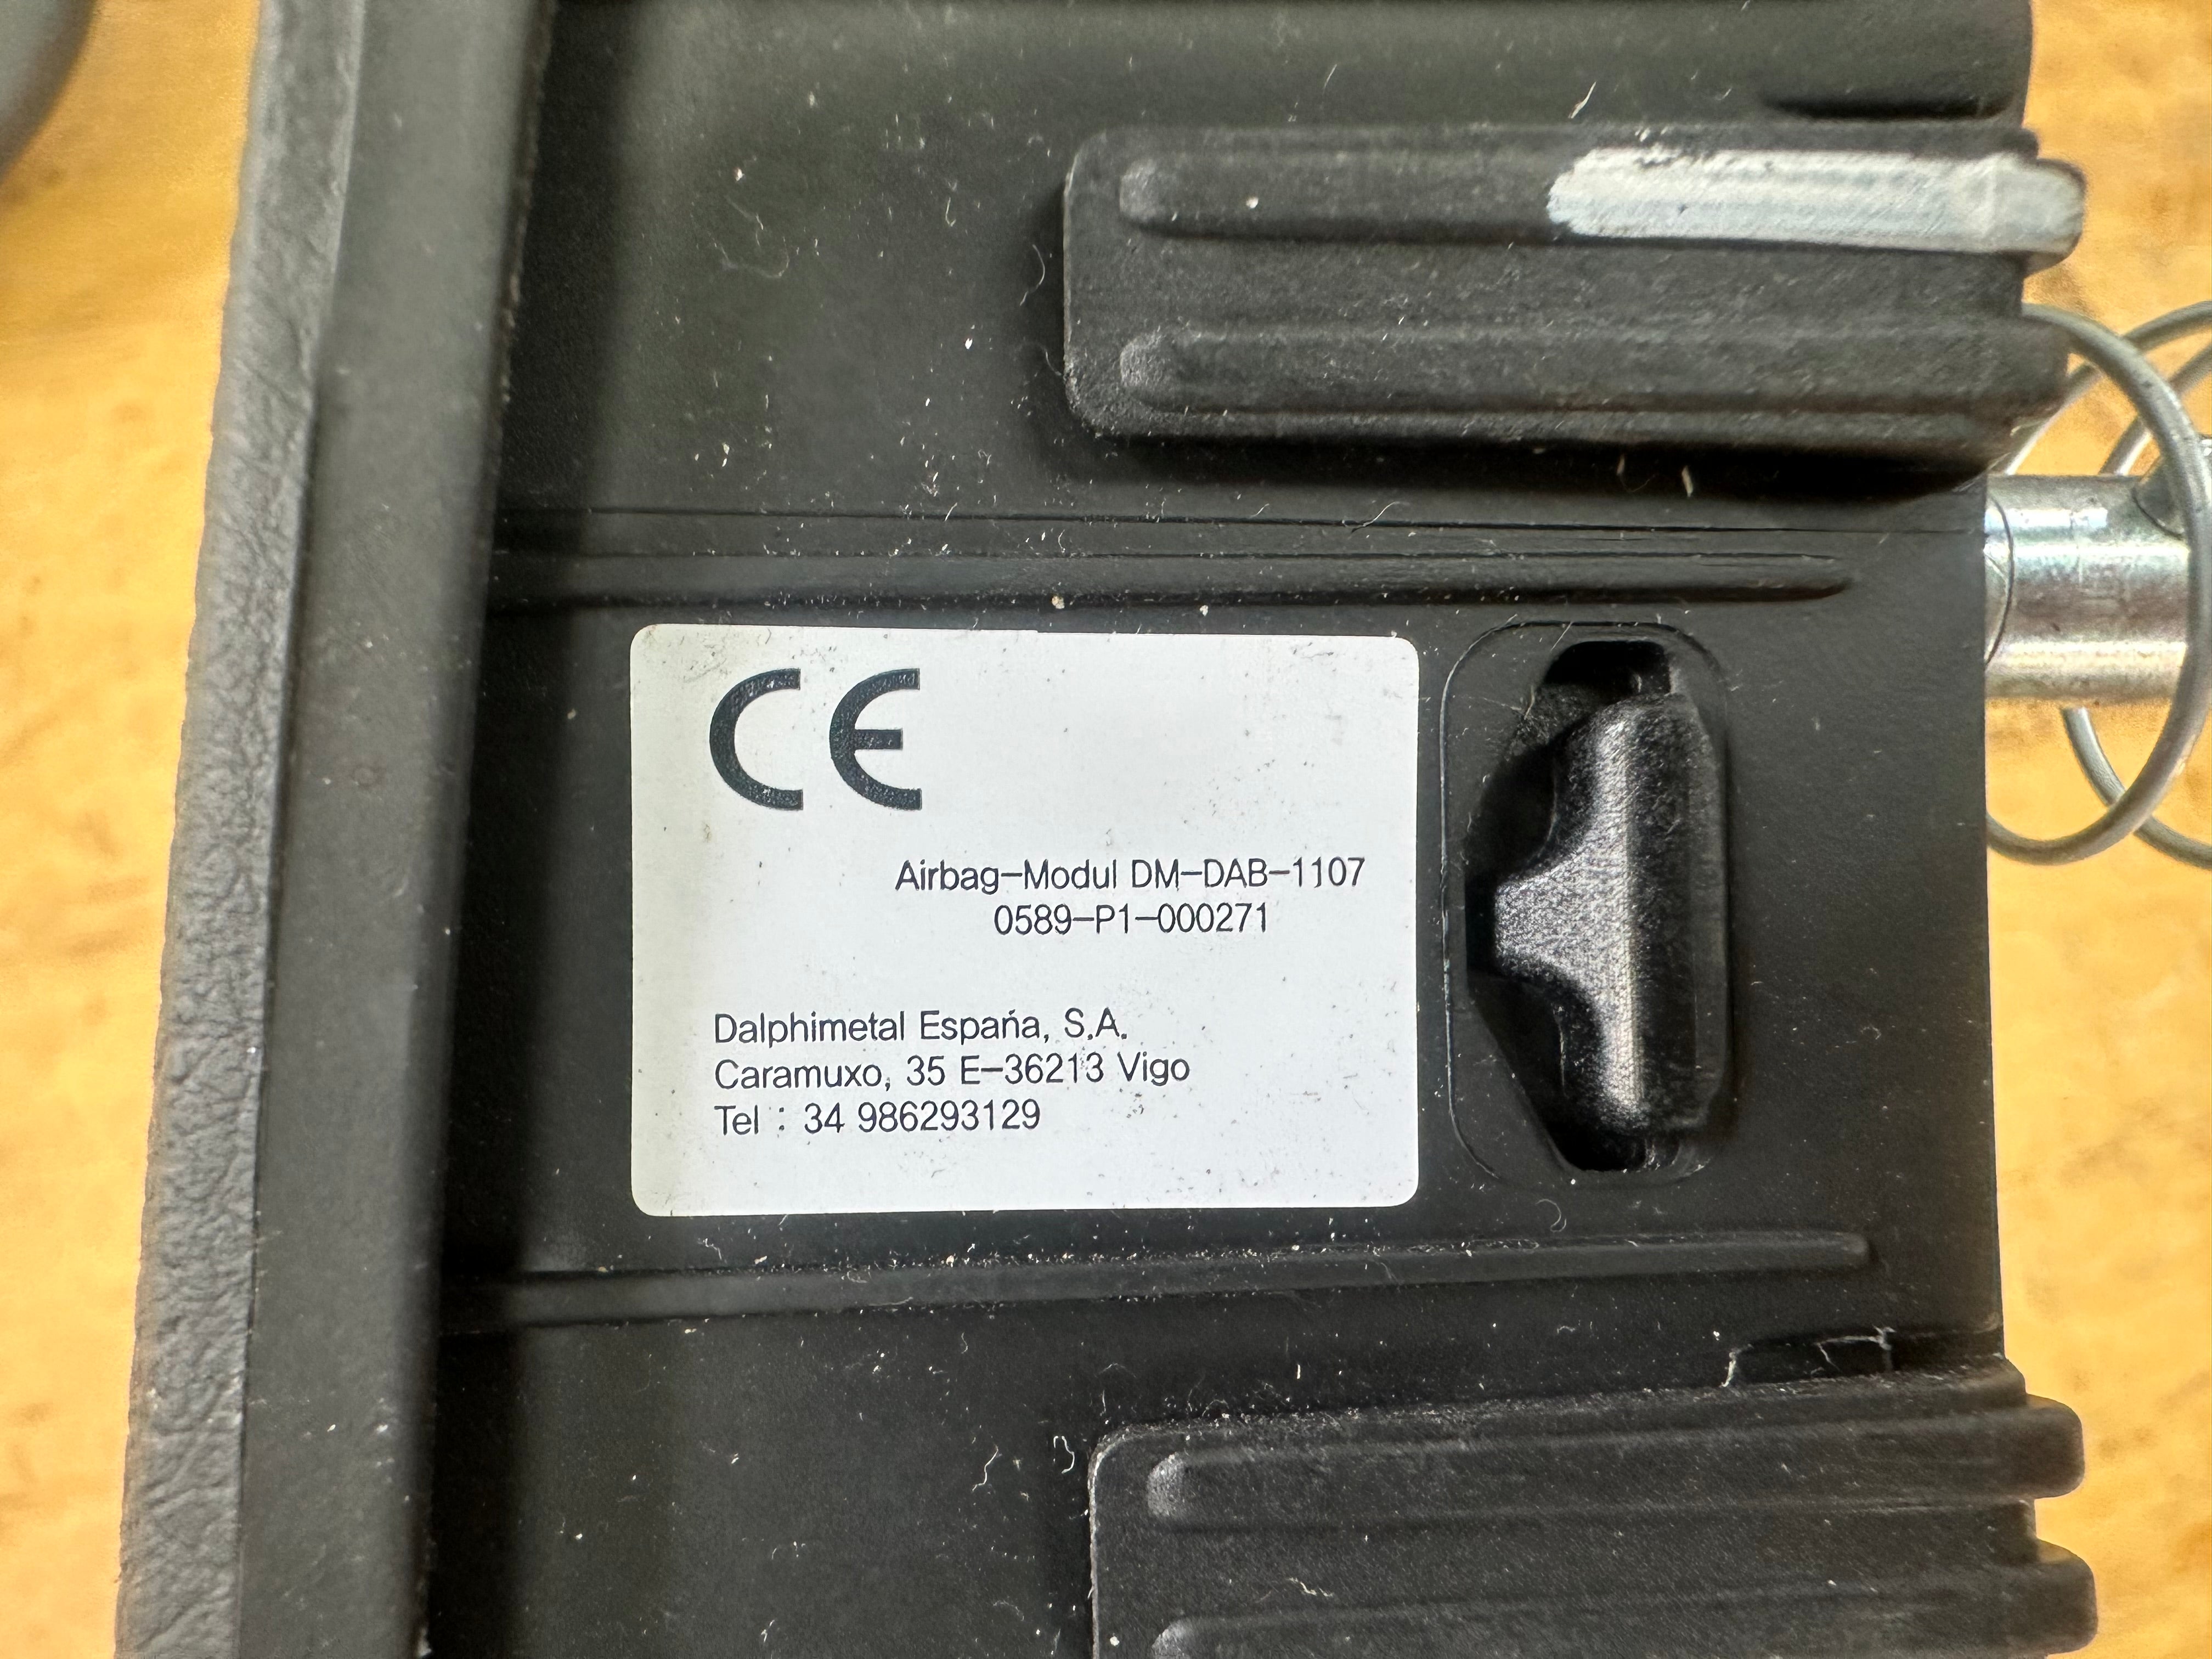 CE
Airbag-Modul DM-DAB-1107
0589-P1-000271
Dalphimetal España, S.A.
Caramuxo, 35 E-36213 Vigo
Tel : 34 986293129